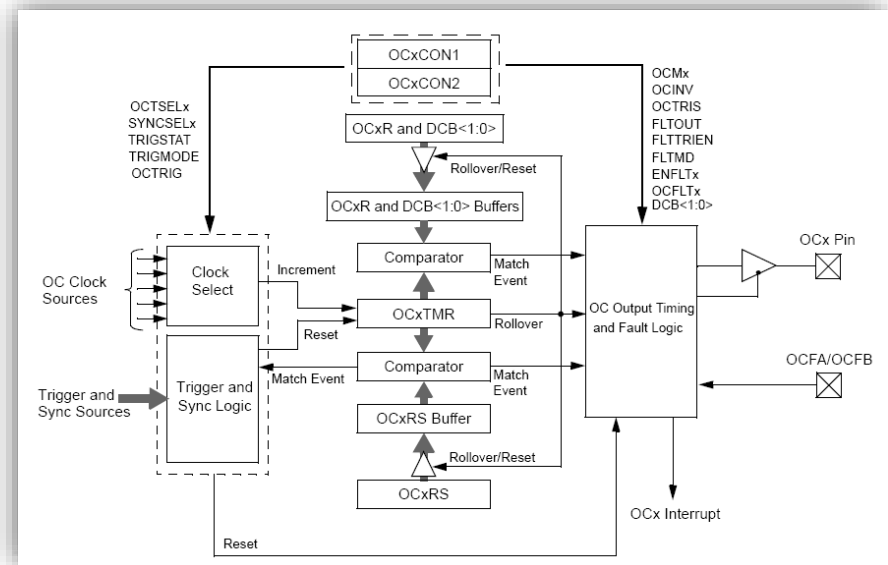 OCxCON1
OCxCON2
OCTSELx
SYNCSELx
TRIGSTAT
TRIGMODE
OCTRIG
OCMx
OCINV
OCTRIS
FLTOUT
FLTTRIEN
FLTMD
ENFLTx
OCFLTx
DCB<1:0>
OCxR and DCB<1:0>
Rollover/Reset
OCxR and DCB<1:0> Buffers
OC Clock
Sources
Clock
Select
Increment
Comparator
Match
Event
OCxTMR
Rollover
Reset
OC Output Timing
and Fault Logic
OCx Pin
Trigger and
Sync Sources
Trigger and
Sync Logic
Match Event
Comparator
Match
Event
OCFA/OCFB
OCxRS Buffer
Rollover/Reset
OCxRS
OCx Interrupt
Reset